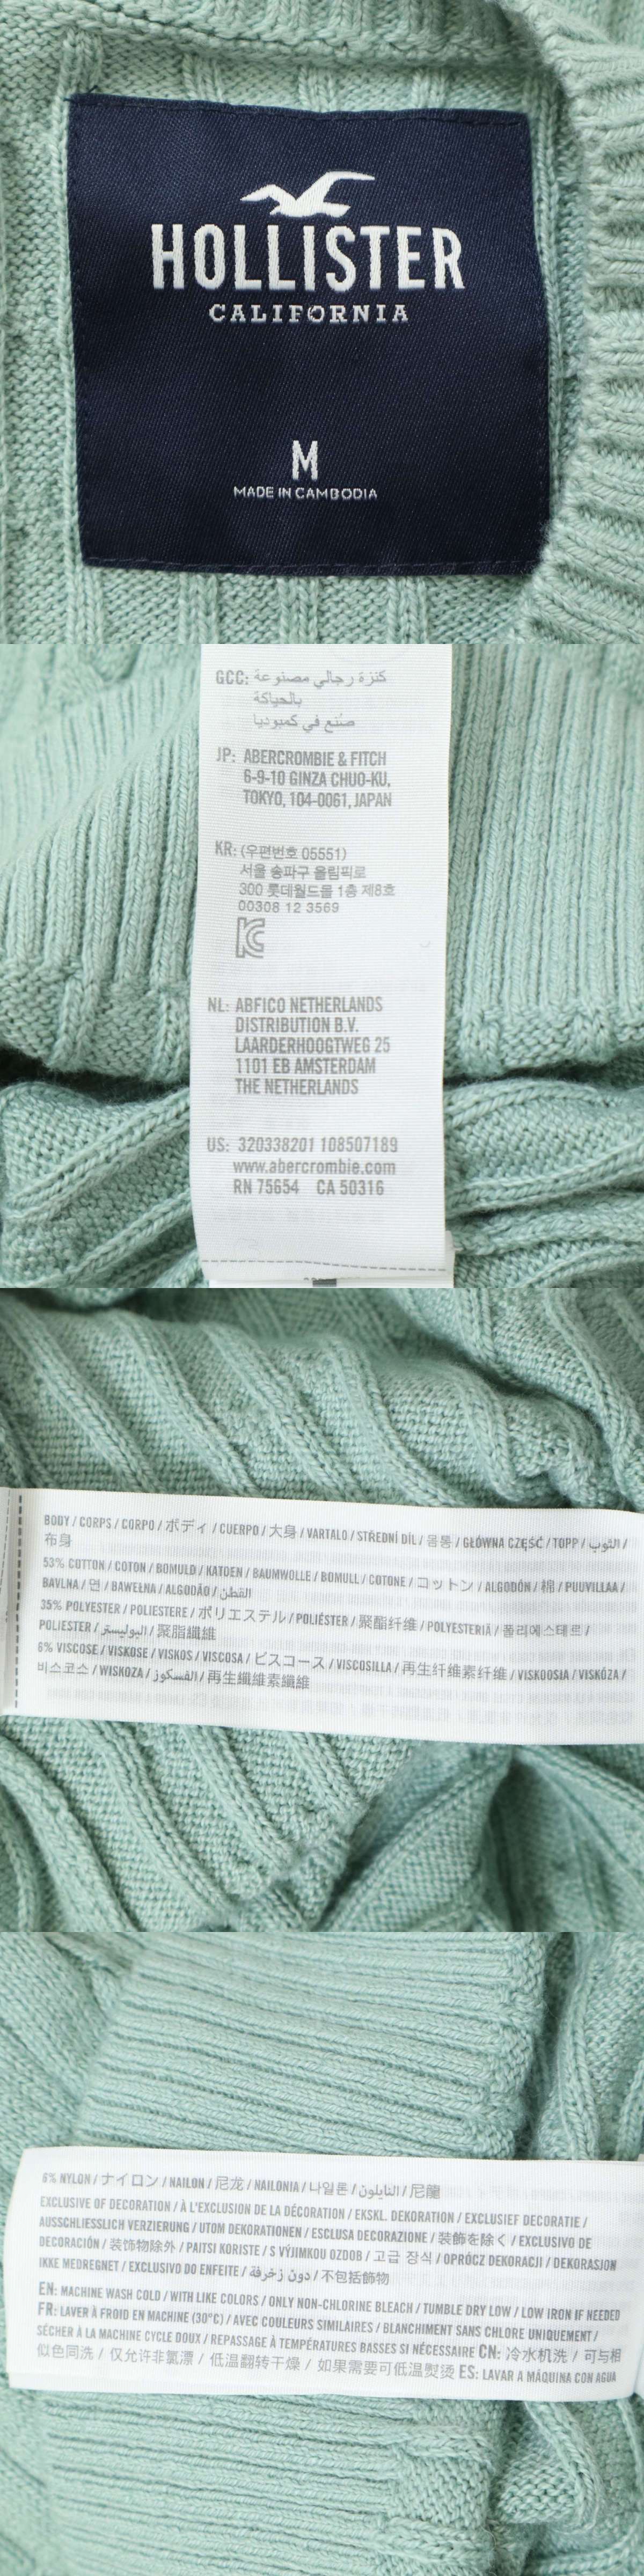 HOLLISTER
CALIFORNIA
M
MADE IN CAMBODIA
GCC: كنزة رجالي مصنوعة
بالحياكة
صُنع في كمبوديا
JP: ABERCROMBIE & FITCH
6-9-10 GINZA CHUO-KU,
TOKYO, 104-0061, JAPAN
KR: (우편번호 05551)
서울 송파구 올림픽로
300 롯데월드몰 1층 제8호
00308 12 3569
NL: ABFICO NETHERLANDS
DISTRIBUTION B.V.
LAARDERHOOGTWEG 25
1101 EB AMSTERDAM
THE NETHERLANDS
US: 320338201 108507189
www.abercrombie.com
RN 75654 CA 50316
BODY / CORPS / CORPO / ボディ / CUERPO / 大身 / VARTALO / STŘEDNÍ DÍL / 몸통 / GŁÓWNA CZĘŚĆ / TOPP / الثوب /
布身
53% COTTON / COTON / BOMULD / KATOEN / BAUMWOLLE / BOMULL / COTONE / コットン / ALGODÓN / 棉 / PUUVILLAA /
BAVLNA / 면 / BAWEŁNA / ALGODÃO / القطن
35% POLYESTER / POLIESTERE / ポリエステル / POLIÉSTER / 聚酯纤维 / POLYESTERIÄ / 폴리에스테르 /
POLIESTER / البوليستر / 聚脂纖維
6% VISCOSE / VISKOSE / VISKOS / VISCOSA / ビスコース / VISCOSILLA / 再生纤维素纤维 / VISKOOSIA / VISKÓZA /
비스코스 / WISKOZA / الفسكوز / 再生纖維素纖維
6% NYLON / ナイロン / NAILON / 尼龙 / NAILONIA / 나일론 / النايلون / 尼龍
EXCLUSIVE OF DECORATION / À L'EXCLUSION DE LA DÉCORATION / EKSKL. DEKORATION / EXCLUSIEF DECORATIE /
AUSSCHLIESSLICH VERZIERUNG / UTOM DEKORATIONEN / ESCLUSA DECORAZIONE / 装飾を除く / EXCLUSIVO DE
DECORACIÓN / 装饰物除外 / PAITSI KORISTE / S VÝJIMKOU OZDOB / 고급 장식 / OPRÓCZ DEKORACJI / DEKORASJON
IKKE MEDREGNET / EXCLUSIVO DO ENFEITE / دون زخرفة / 不包括飾物
EN: MACHINE WASH COLD / WITH LIKE COLORS / ONLY NON-CHLORINE BLEACH / TUMBLE DRY LOW / LOW IRON IF NEEDED
FR: LAVER À FROID EN MACHINE (30°C) / AVEC COULEURS SIMILAIRES / BLANCHIMENT SANS CHLORE UNIQUEMENT /
SÉCHER À LA MACHINE CYCLE DOUX / REPASSAGE À TEMPÉRATURES BASSES SI NÉCESSAIRE CN: 冷水机洗 / 可与相
似色同洗 / 仅允许非氯漂 / 低温翻转干燥 / 如果需要可低温熨烫 ES: LAVAR A MÁQUINA CON AGUA